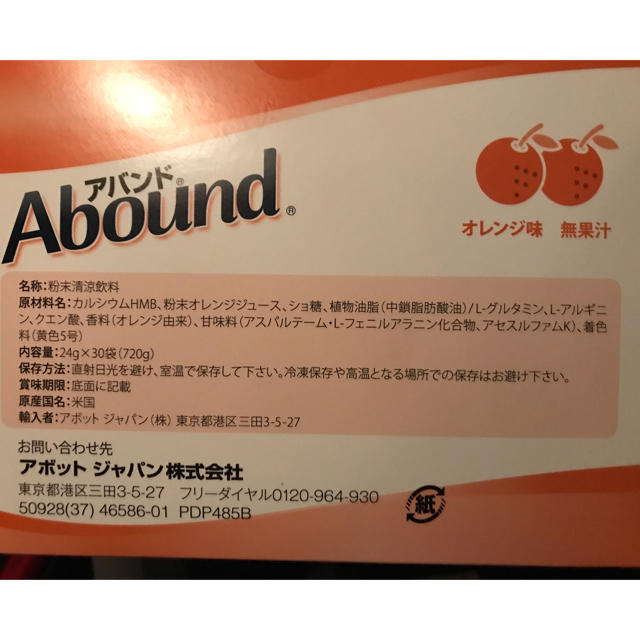 アバンド®
Abound®
オレンジ味 無果汁
名称:粉末清涼飲料
原材料名:カルシウムHMB、粉末オレンジジュース、ショ糖、植物油脂(中鎖脂肪酸油)/L-グルタミン、L-アルギニ
ン、クエン酸、香料(オレンジ由来)、甘味料(アスパルテーム・L-フェニルアラニン化合物、アセスルファムK)、着色
料(黄色5号)
内容量:24g×30袋(720g)
保存方法:直射日光を避け、室温で保存して下さい。冷凍保存や高温となる場所での保存はお避け下さい。
賞味期限:底面に記載
原産国名:米国
輸入者:アボット ジャパン(株) 東京都港区三田3-5-27
お問い合わせ先
アボット ジャパン株式会社
東京都港区三田3-5-27 フリーダイヤル0120-964-930
50928(37) 46586-01 PDP485B
紙